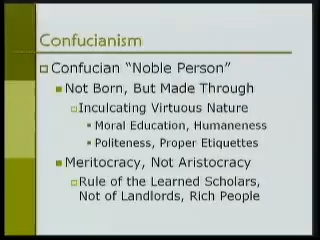 Confucianism
Confucian “Noble Person”
Not Born, But Made Through
Inculcating Virtuous Nature
Moral Education, Humaneness
Politeness, Proper Etiquettes
Meritocracy, Not Aristocracy
Rule of the Learned Scholars,
Not of Landlords, Rich People